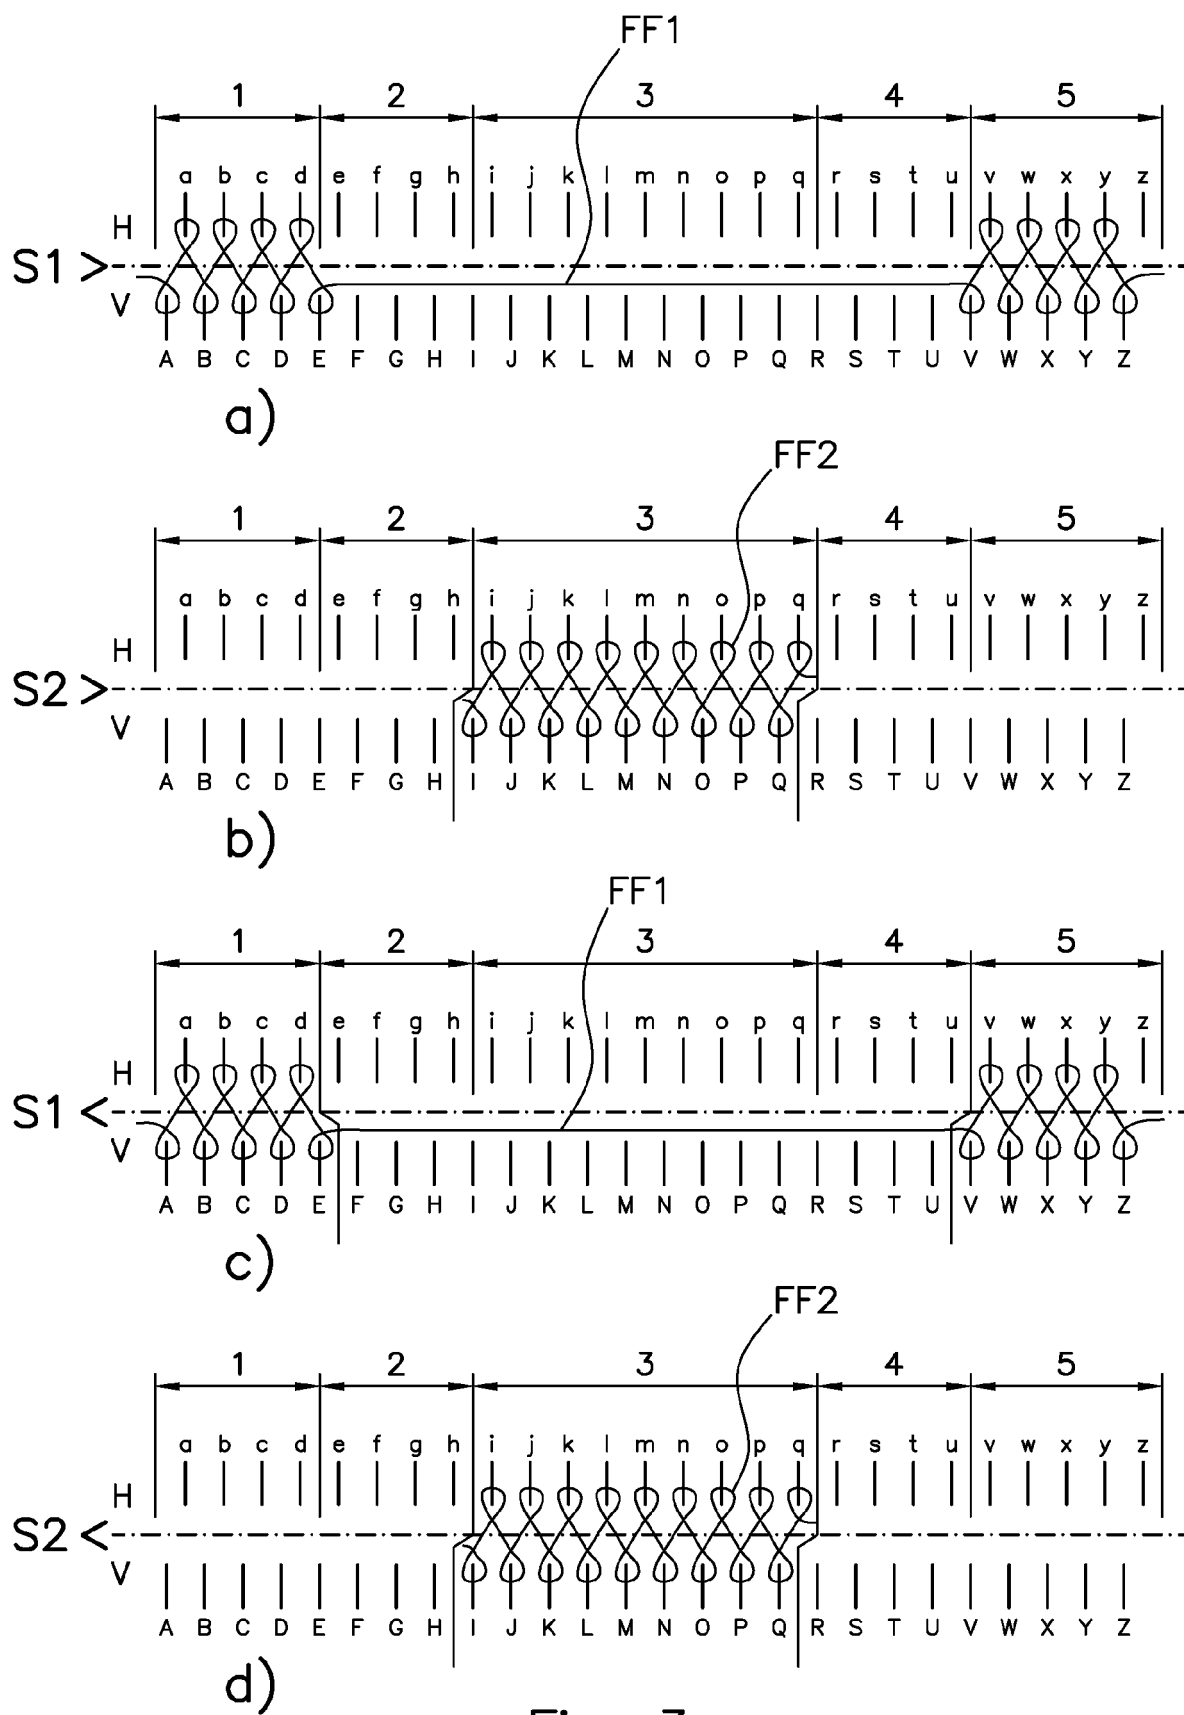 FF1
1 2 3 4 5
a b c d e f g h i j k l m n o p q r s t u v w x y z
H
S1 >
V
A B C D E F G H I J K L M N O P Q R S T U V W X Y Z
a)
FF2
1 2 3 4 5
a b c d e f g h i j k l m n o p q r s t u v w x y z
H
S2 >
V
A B C D E F G H I J K L M N O P Q R S T U V W X Y Z
b)
FF1
1 2 3 4 5
a b c d e f g h i j k l m n o p q r s t u v w x y z
H
S1 <
V
A B C D E F G H I J K L M N O P Q R S T U V W X Y Z
c)
FF2
1 2 3 4 5
a b c d e f g h i j k l m n o p q r s t u v w x y z
H
S2 <
V
A B C D E F G H I J K L M N O P Q R S T U V W X Y Z
d)